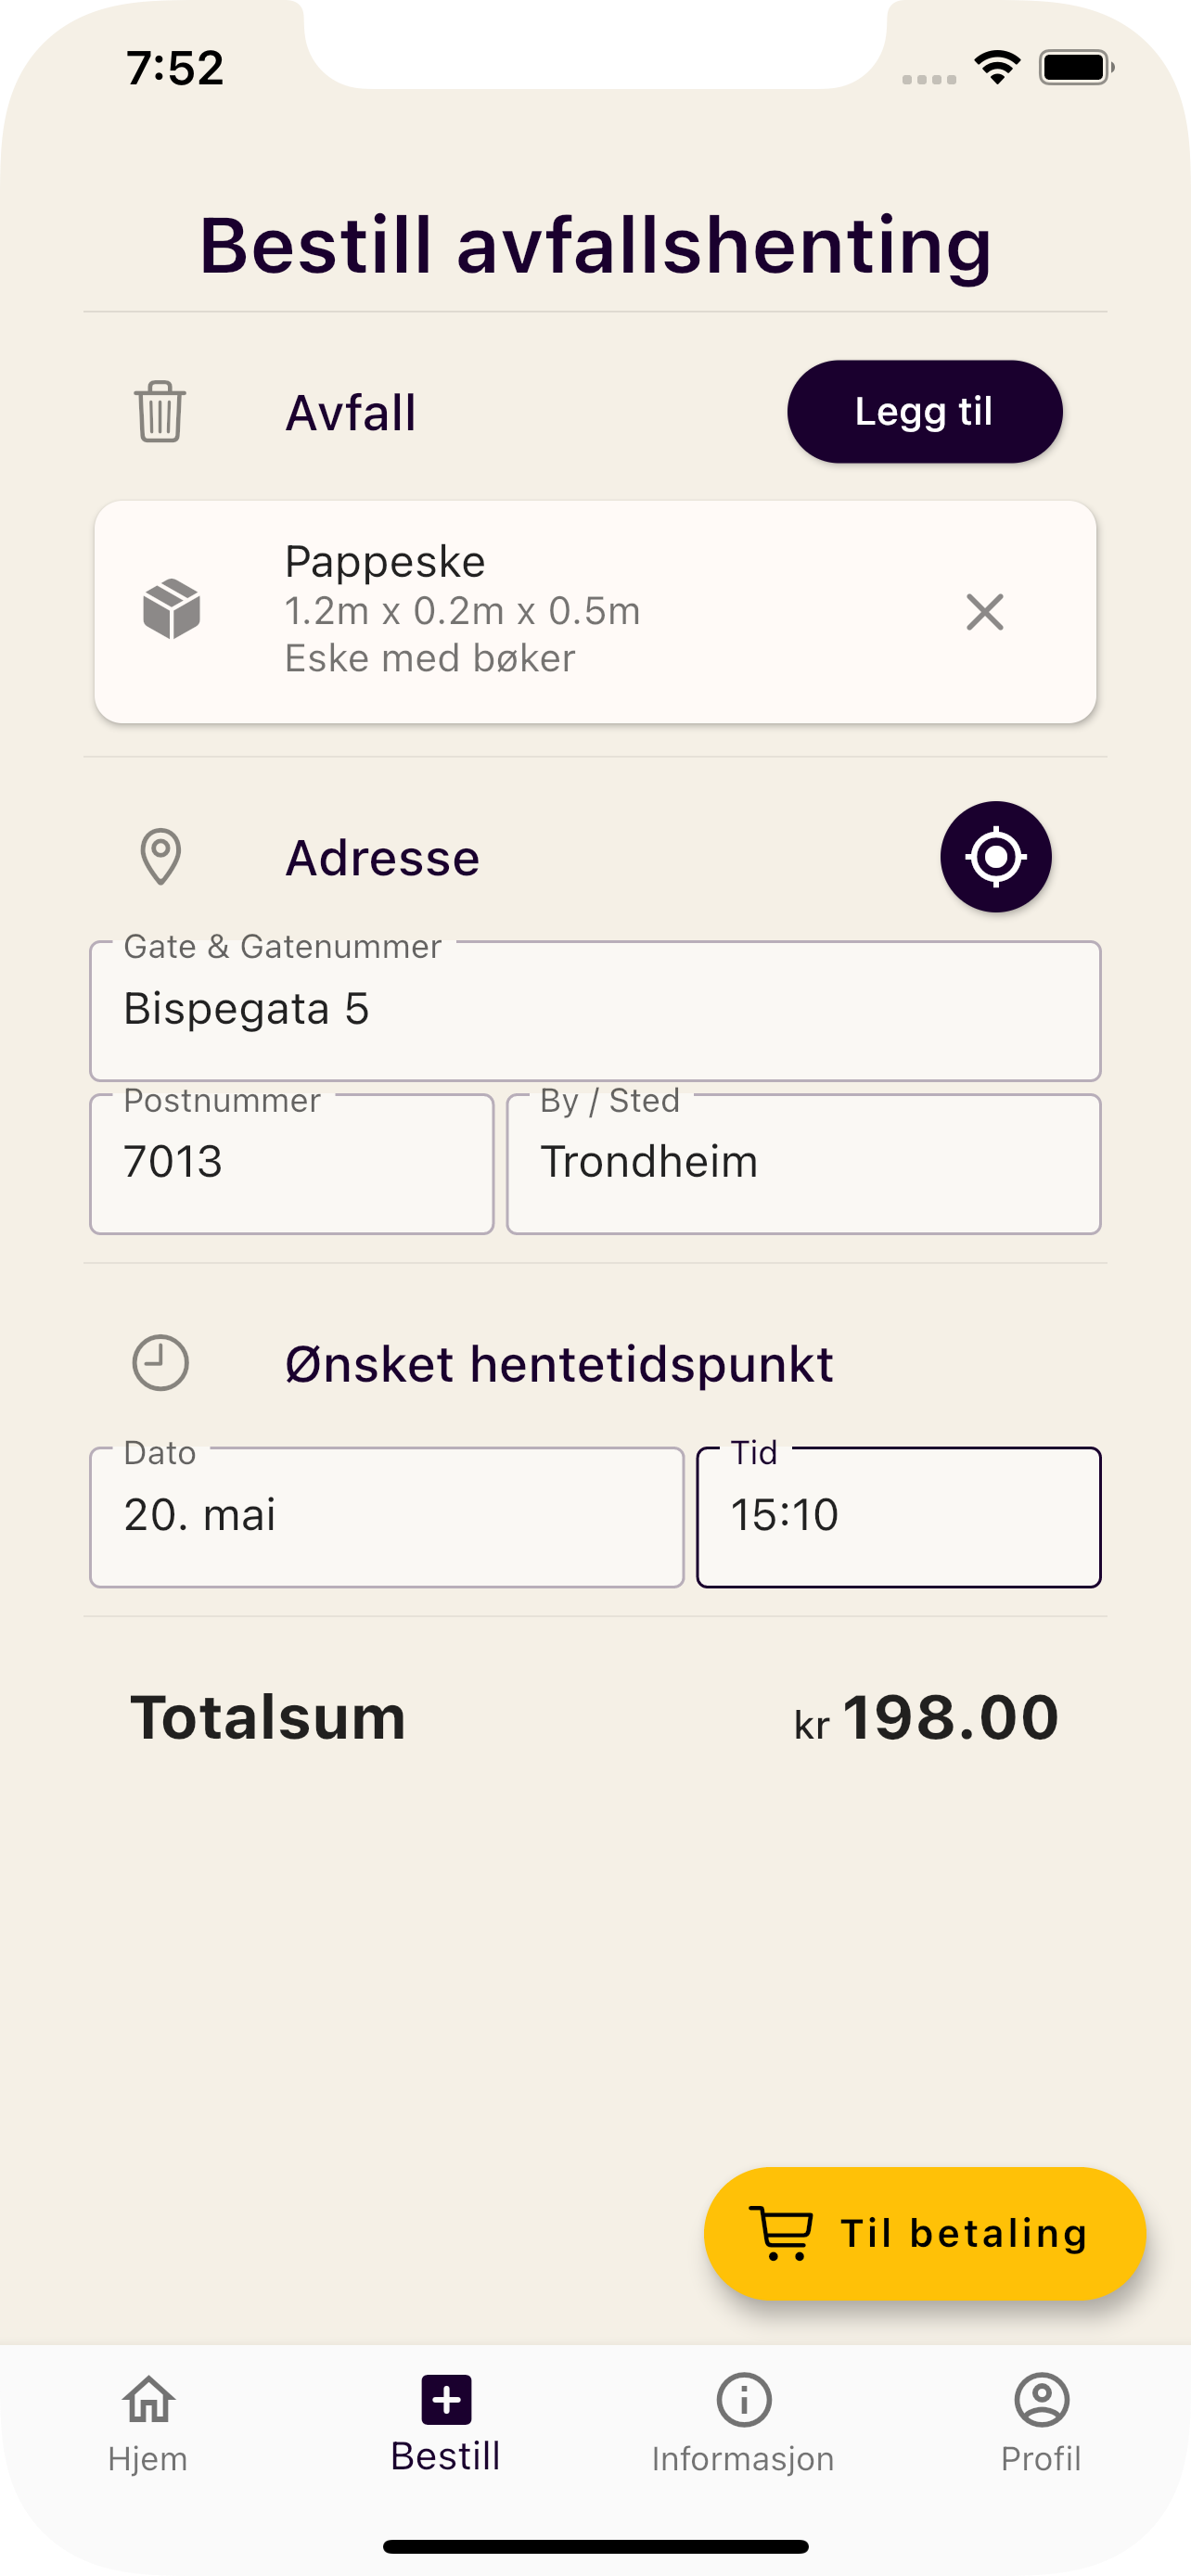 7:52
Bestill avfallshenting
Avfall
Legg til
Pappeske
1.2m x 0.2m x 0.5m
Eske med bøker
Adresse
Gate & Gatenummer
Bispegata 5
Postnummer
7013
By / Sted
Trondheim
Ønsket hentetidspunkt
Dato
20. mai
Tid
15:10
Totalsum
kr 198.00
Til betaling
Hjem
Bestill
Informasjon
Profil